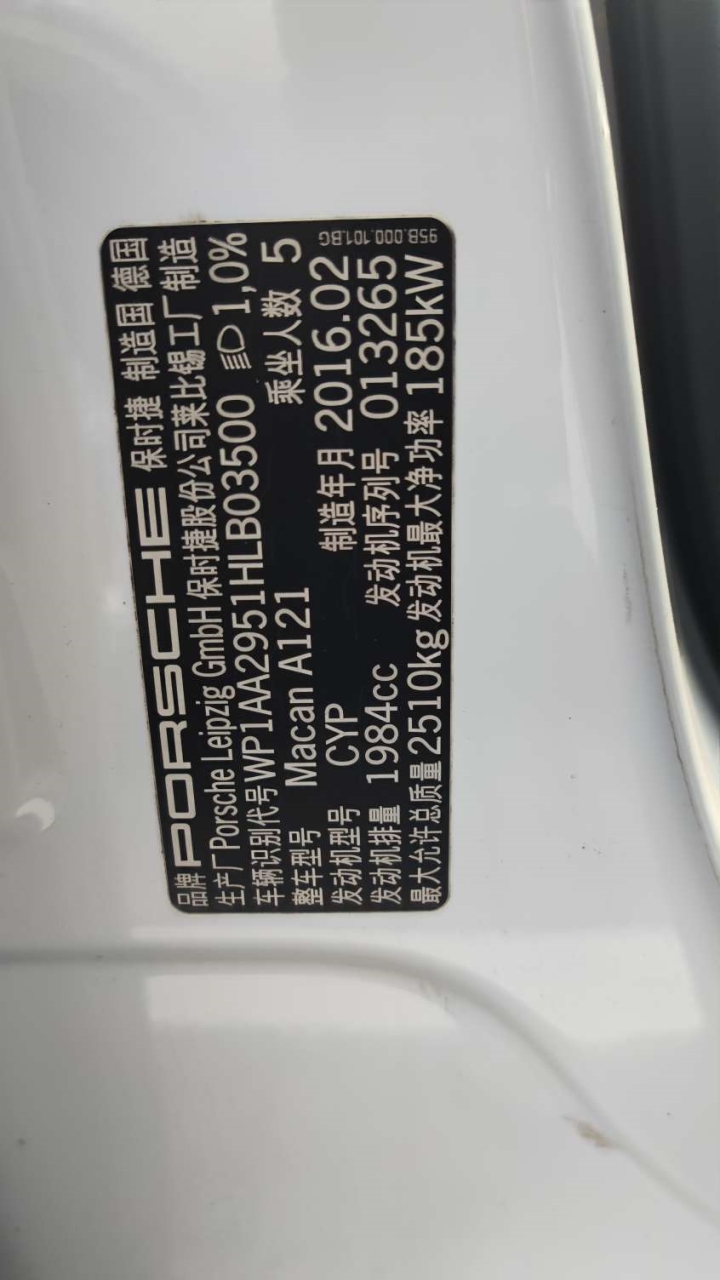 品牌 PORSCHE 保时捷 制造国 德国
生产厂 Porsche Leipzig GmbH 保时捷股份公司莱比锡工厂制造
车辆识别代号 WP1AA2951HLB03500 1,0%
整车型号 Macan A121 乘坐人数 5
发动机型号 CYP 制造年月 2016.02
发动机排量 1984cc 发动机序列号 013265
最大允许总质量 2510kg 发动机最大净功率 185kW
95B.000.101.BG